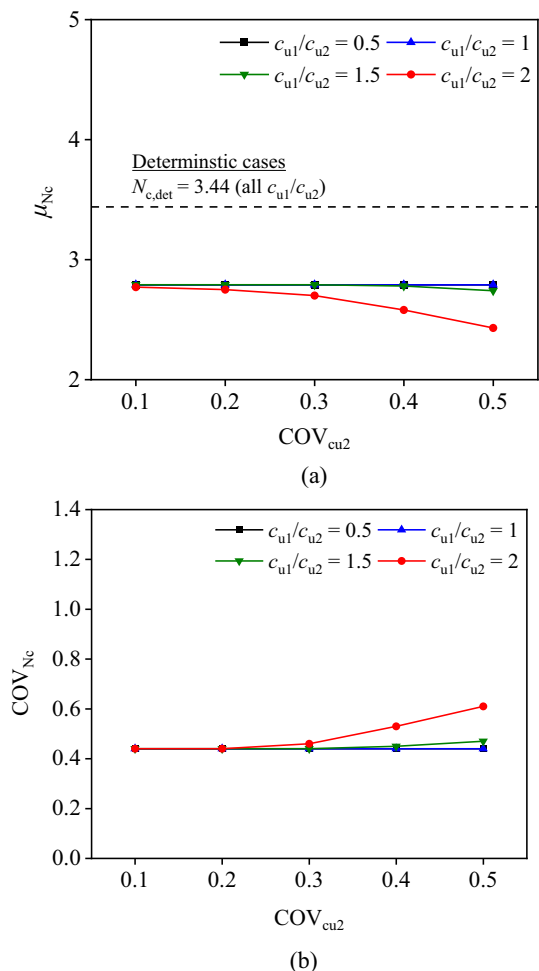 5
c_u1/c_u2 = 0.5
c_u1/c_u2 = 1
c_u1/c_u2 = 1.5
c_u1/c_u2 = 2
4
Determinstic cases
N_c,det = 3.44 (all c_u1/c_u2)
μ_Nc
3
2
0.1 0.2 0.3 0.4 0.5
COV_cu2
(a)
1.4
c_u1/c_u2 = 0.5
c_u1/c_u2 = 1
c_u1/c_u2 = 1.5
c_u1/c_u2 = 2
1.2
1.0
0.8
COV_Nc
0.6
0.4
0.2
0.0
0.1 0.2 0.3 0.4 0.5
COV_cu2
(b)